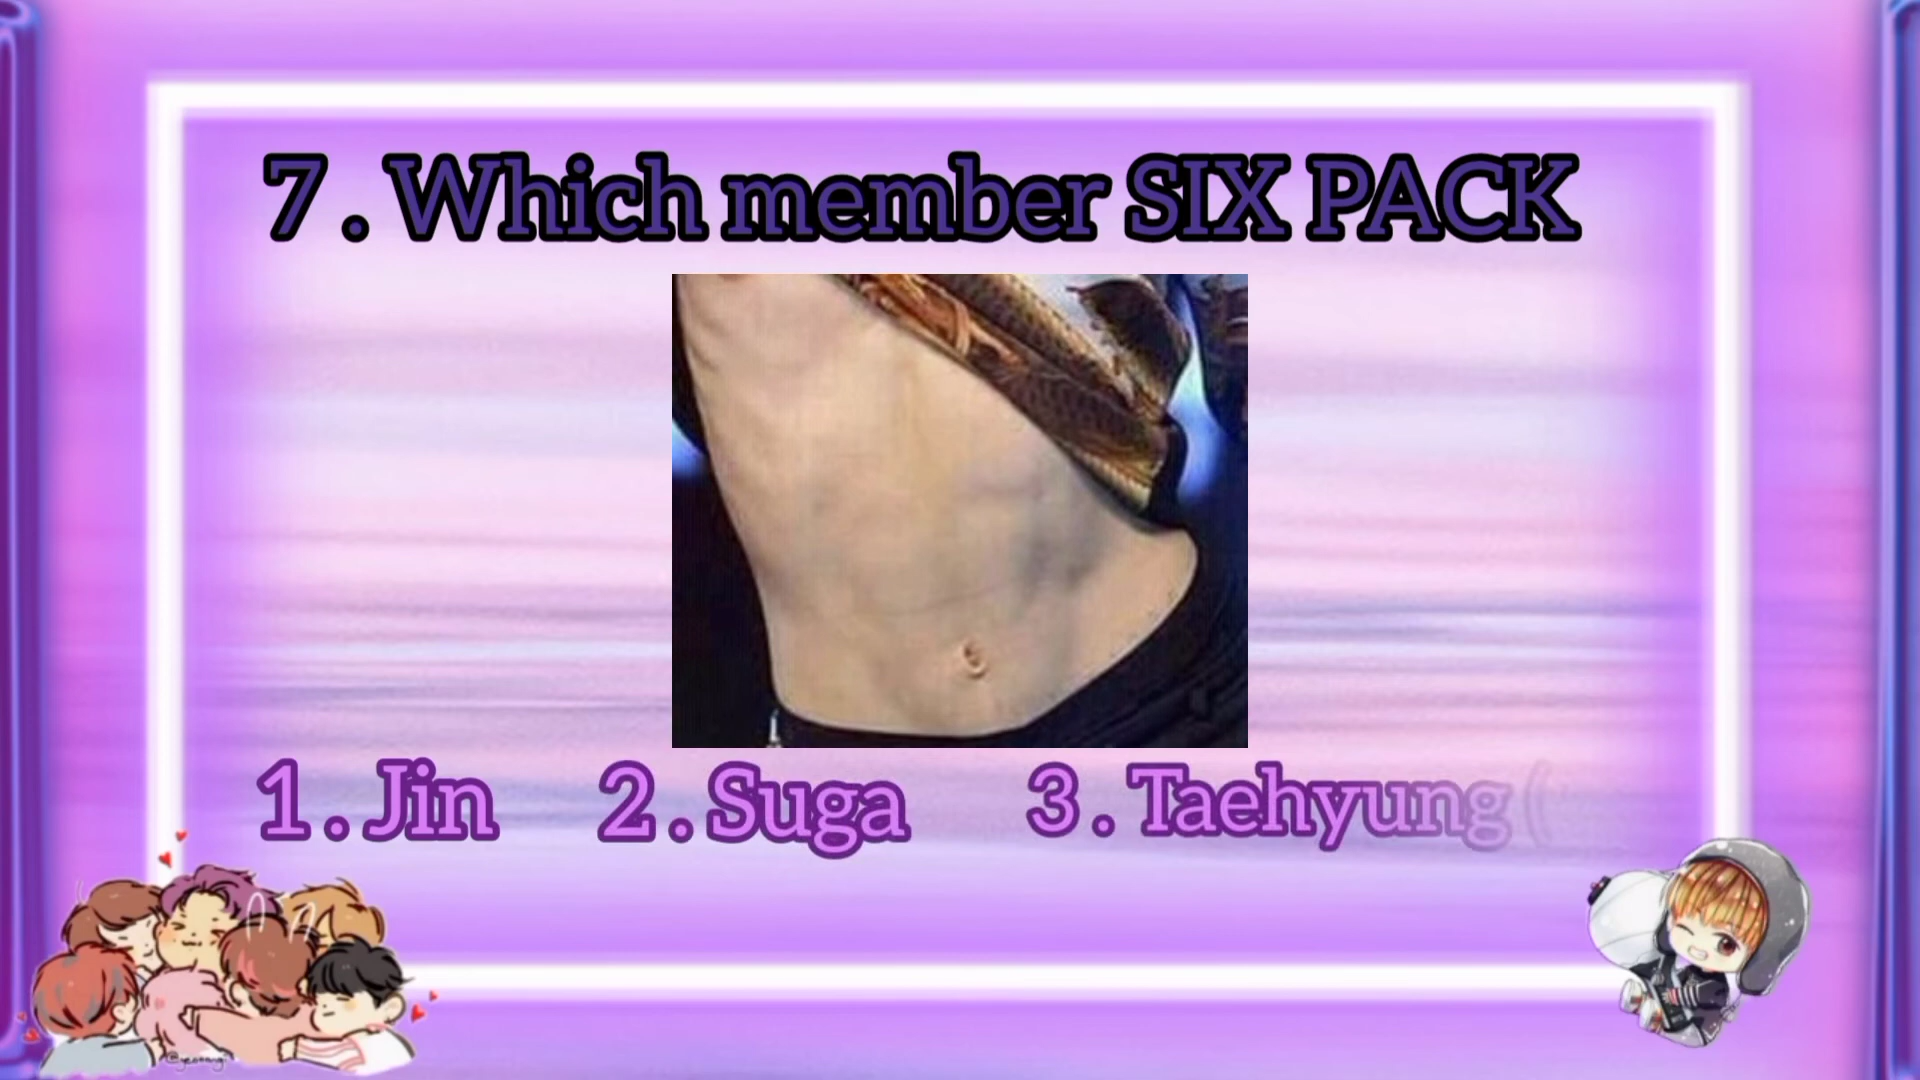 7. Which member SIX PACK
1. Jin 2. Suga 3. Taehyung (